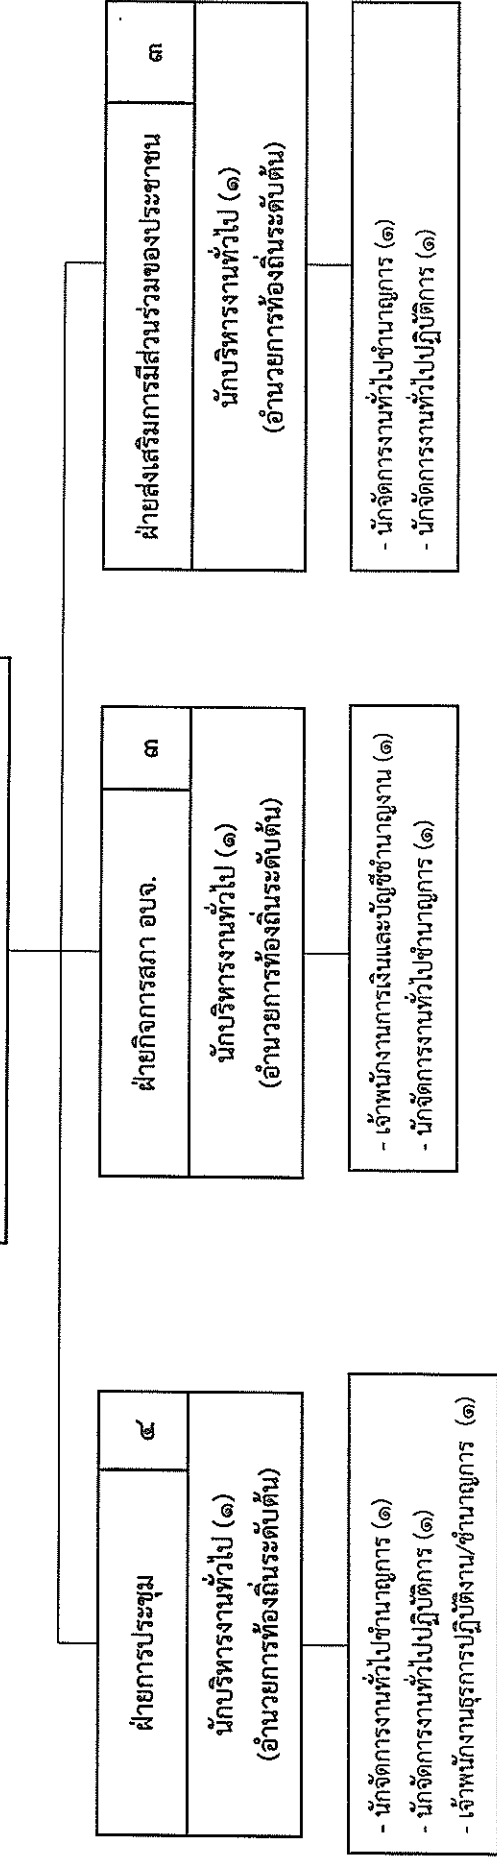 ฝ่ายการประชุม
๔
นักบริหารงานทั่วไป (๑)
(อำนวยการท้องถิ่นระดับต้น)
- นักจัดการงานทั่วไปชำนาญการ (๑)
- นักจัดการงานทั่วไปปฏิบัติการ (๑)
- เจ้าพนักงานธุรการปฏิบัติงาน/ชำนาญการ (๑)
ฝ่ายกิจการสภา อบจ.
๓
นักบริหารงานทั่วไป (๑)
(อำนวยการท้องถิ่นระดับต้น)
- เจ้าพนักงานการเงินและบัญชีชำนาญงาน (๑)
- นักจัดการงานทั่วไปชำนาญการ (๑)
ฝ่ายส่งเสริมการมีส่วนร่วมของประชาชน
๓
นักบริหารงานทั่วไป (๑)
(อำนวยการท้องถิ่นระดับต้น)
- นักจัดการงานทั่วไปชำนาญการ (๑)
- นักจัดการงานทั่วไปปฏิบัติการ (๑)